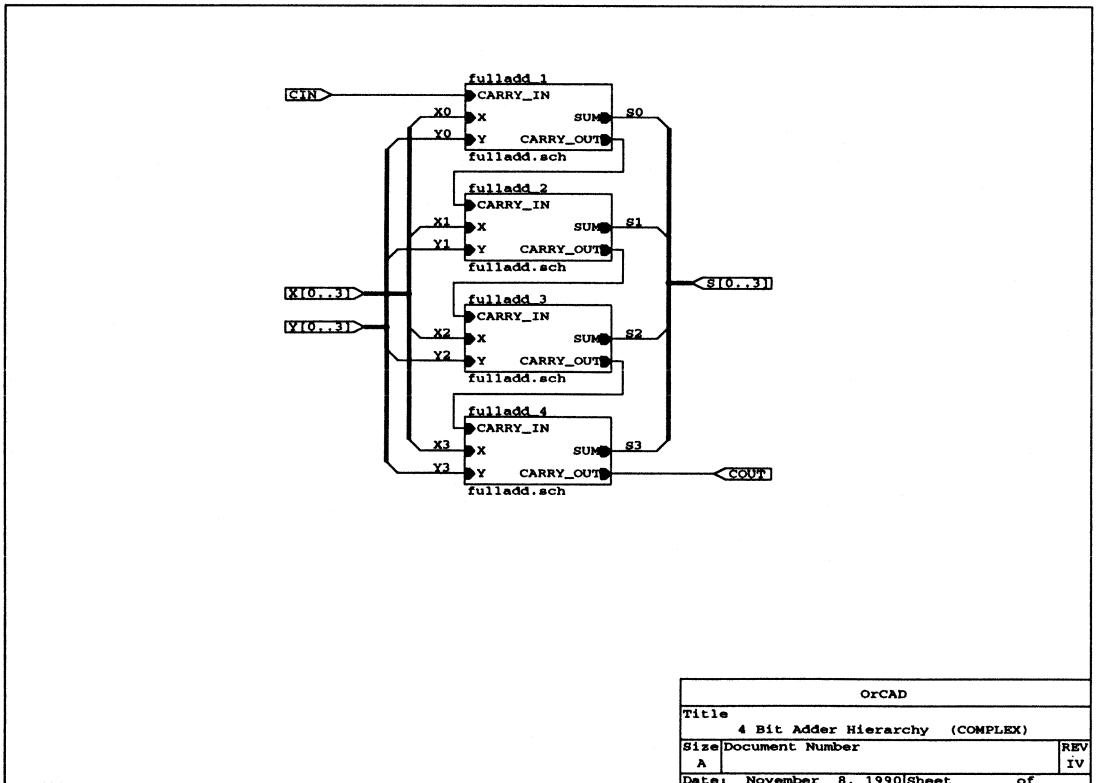 fulladd_1
CIN
CARRY_IN
X0 X SUM S0
Y0 Y CARRY_OUT
fulladd.sch
fulladd_2
CARRY_IN
X1 X SUM S1
Y1 Y CARRY_OUT
fulladd.sch
S[0..3]
X[0..3]
fulladd_3
CARRY_IN
Y[0..3]
X2 X SUM S2
Y2 Y CARRY_OUT
fulladd.sch
fulladd_4
CARRY_IN
X3 X SUM S3
Y3 Y CARRY_OUT COUT
fulladd.sch
OrCAD
Title
4 Bit Adder Hierarchy (COMPLEX)
Size Document Number REV
A IV
Date: November 8, 1990 Sheet of